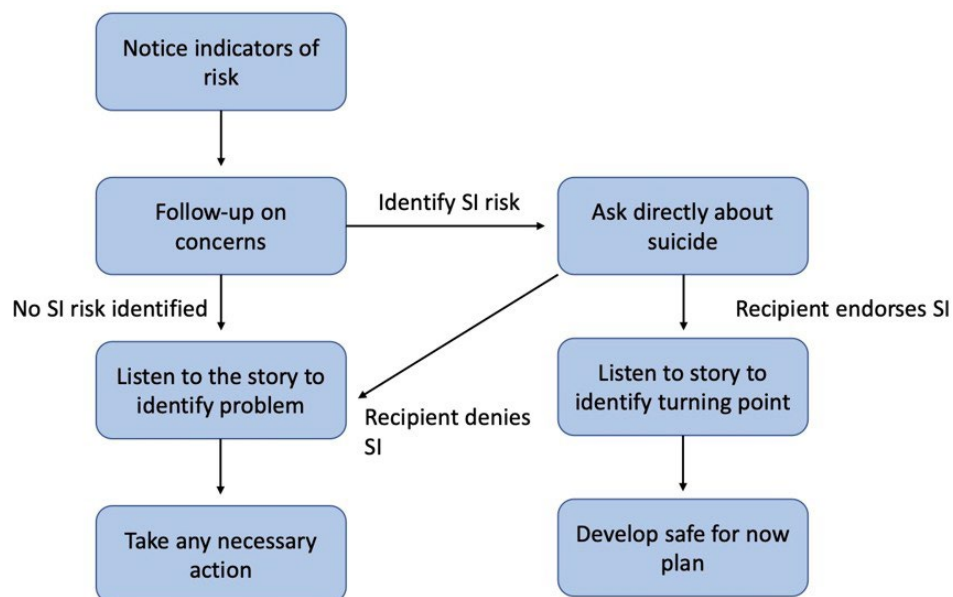 Notice indicators of
risk
Follow-up on
concerns
Identify SI risk
Ask directly about
suicide
No SI risk identified
Recipient endorses SI
Listen to the story to
identify problem
Recipient denies
SI
Listen to story to
identify turning point
Take any necessary
action
Develop safe for now
plan